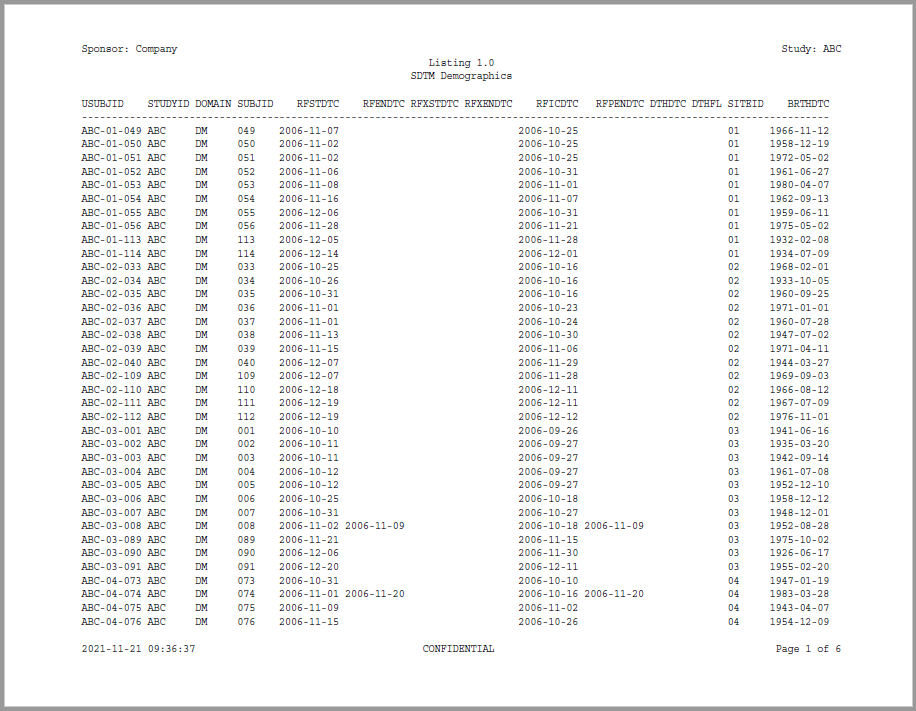 Sponsor: Company Study: ABC
Listing 1.0
SDTM Demographics
USUBJID STUDYID DOMAIN SUBJID RFSTDTC RFENDTC RFXSTDTC RFXENDTC RFICDTC RFPENDTC DTHDTC DTHFL SITEID BRTHDTC
ABC-01-049 ABC DM 049 2006-11-07 2006-10-25 01 1966-11-12
ABC-01-050 ABC DM 050 2006-11-02 2006-10-25 01 1958-12-19
ABC-01-051 ABC DM 051 2006-11-02 2006-10-25 01 1972-05-02
ABC-01-052 ABC DM 052 2006-11-06 2006-10-31 01 1961-06-27
ABC-01-053 ABC DM 053 2006-11-08 2006-11-01 01 1980-04-07
ABC-01-054 ABC DM 054 2006-11-16 2006-11-07 01 1962-09-13
ABC-01-055 ABC DM 055 2006-12-06 2006-10-31 01 1959-06-11
ABC-01-056 ABC DM 056 2006-11-28 2006-11-21 01 1975-05-02
ABC-01-113 ABC DM 113 2006-12-05 2006-11-28 01 1932-02-08
ABC-01-114 ABC DM 114 2006-12-14 2006-12-01 01 1934-07-09
ABC-02-033 ABC DM 033 2006-10-25 2006-10-16 02 1968-02-01
ABC-02-034 ABC DM 034 2006-10-26 2006-10-16 02 1933-10-05
ABC-02-035 ABC DM 035 2006-10-31 2006-10-16 02 1960-09-25
ABC-02-036 ABC DM 036 2006-11-01 2006-10-23 02 1971-01-01
ABC-02-037 ABC DM 037 2006-11-01 2006-10-24 02 1960-07-28
ABC-02-038 ABC DM 038 2006-11-13 2006-10-30 02 1947-07-02
ABC-02-039 ABC DM 039 2006-11-15 2006-11-06 02 1971-04-11
ABC-02-040 ABC DM 040 2006-12-07 2006-11-29 02 1944-03-27
ABC-02-109 ABC DM 109 2006-12-07 2006-11-28 02 1969-09-03
ABC-02-110 ABC DM 110 2006-12-18 2006-12-11 02 1966-08-12
ABC-02-111 ABC DM 111 2006-12-19 2006-12-11 02 1967-07-09
ABC-02-112 ABC DM 112 2006-12-19 2006-12-12 02 1976-11-01
ABC-03-001 ABC DM 001 2006-10-10 2006-09-26 03 1941-06-16
ABC-03-002 ABC DM 002 2006-10-11 2006-09-27 03 1935-03-20
ABC-03-003 ABC DM 003 2006-10-11 2006-09-27 03 1942-09-14
ABC-03-004 ABC DM 004 2006-10-12 2006-09-27 03 1961-07-08
ABC-03-005 ABC DM 005 2006-10-12 2006-09-27 03 1952-12-10
ABC-03-006 ABC DM 006 2006-10-25 2006-10-18 03 1958-12-12
ABC-03-007 ABC DM 007 2006-10-31 2006-10-27 03 1948-12-01
ABC-03-008 ABC DM 008 2006-11-02 2006-11-09 2006-10-18 2006-11-09 03 1952-08-28
ABC-03-089 ABC DM 089 2006-11-21 2006-11-15 03 1975-10-02
ABC-03-090 ABC DM 090 2006-12-06 2006-11-30 03 1926-06-17
ABC-03-091 ABC DM 091 2006-12-20 2006-12-11 03 1955-02-20
ABC-04-073 ABC DM 073 2006-10-31 2006-10-10 04 1947-01-19
ABC-04-074 ABC DM 074 2006-11-01 2006-11-20 2006-10-16 2006-11-20 04 1983-03-28
ABC-04-075 ABC DM 075 2006-11-09 2006-11-02 04 1943-04-07
ABC-04-076 ABC DM 076 2006-11-15 2006-10-26 04 1954-12-09
2021-11-21 09:36:37 CONFIDENTIAL Page 1 of 6